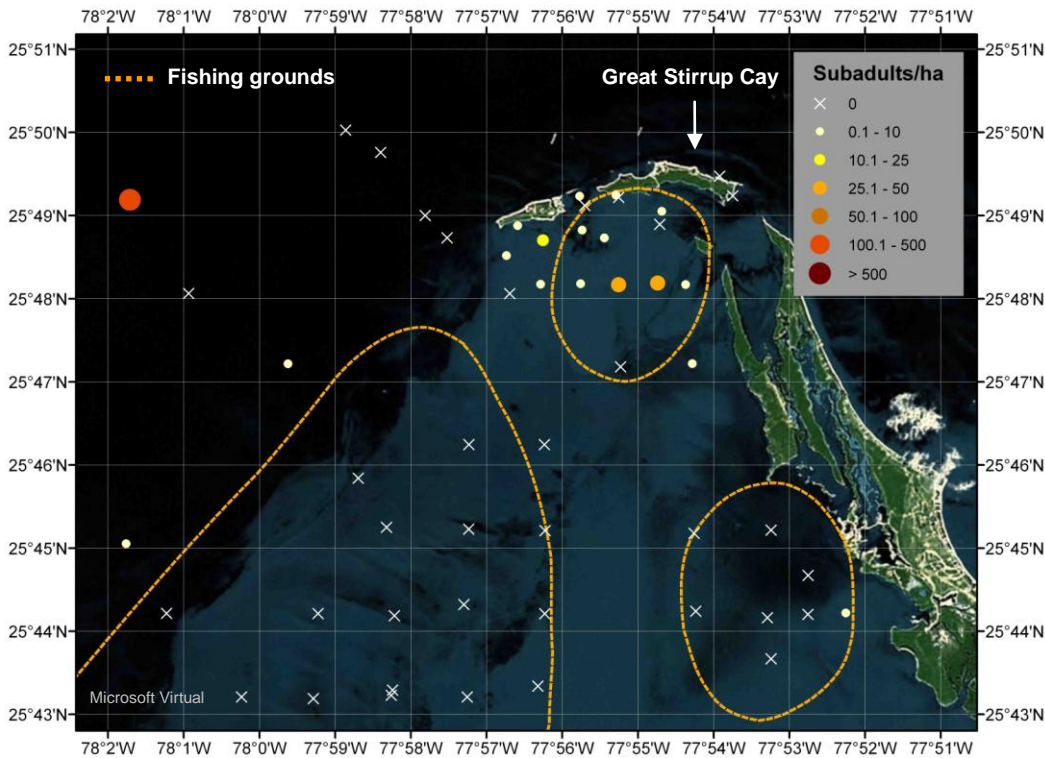 78°2'W 78°1'W 78°0'W 77°59'W 77°58'W 77°57'W 77°56'W 77°55'W 77°54'W 77°53'W 77°52'W 77°51'W
25°51'N 25°51'N
Fishing grounds Great Stirrup Cay
Subadults/ha
0
0.1 - 10
10.1 - 25
25.1 - 50
50.1 - 100
100.1 - 500
> 500
25°50'N 25°50'N
25°49'N 25°49'N
25°48'N 25°48'N
25°47'N 25°47'N
25°46'N 25°46'N
25°45'N 25°45'N
25°44'N 25°44'N
Microsoft Virtual
25°43'N 25°43'N
78°2'W 78°1'W 78°0'W 77°59'W 77°58'W 77°57'W 77°56'W 77°55'W 77°54'W 77°53'W 77°52'W 77°51'W